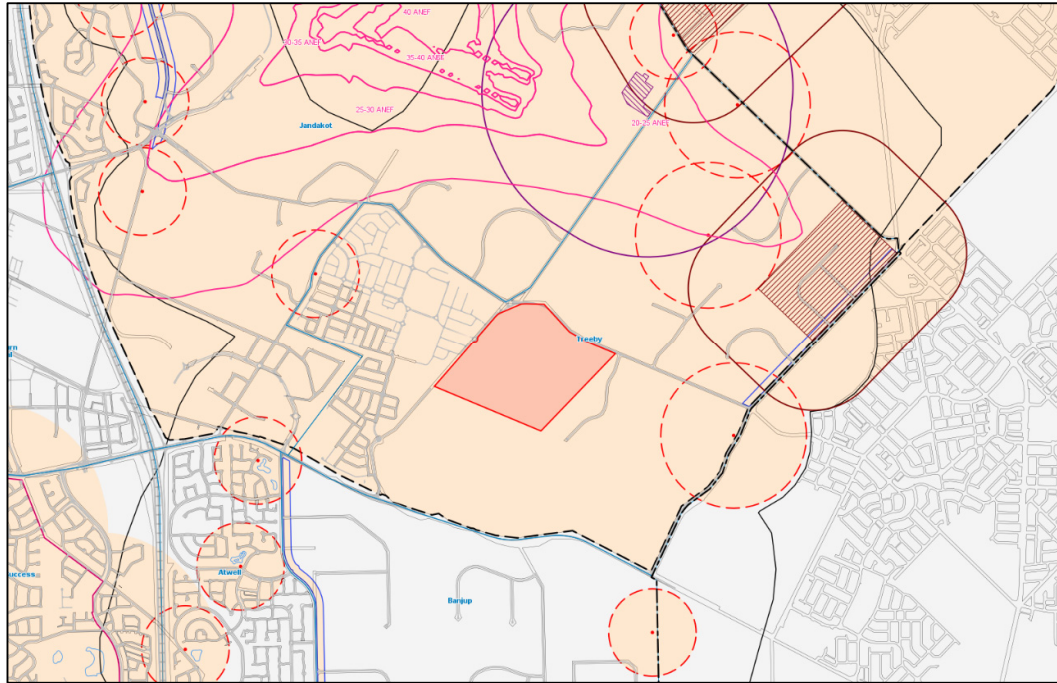 40 ANEF
30-35 ANEF
35-40 ANEF
25-30 ANEF
20-25 ANEF
Jandakot
Treeby
Atwell
uccess
Banjup